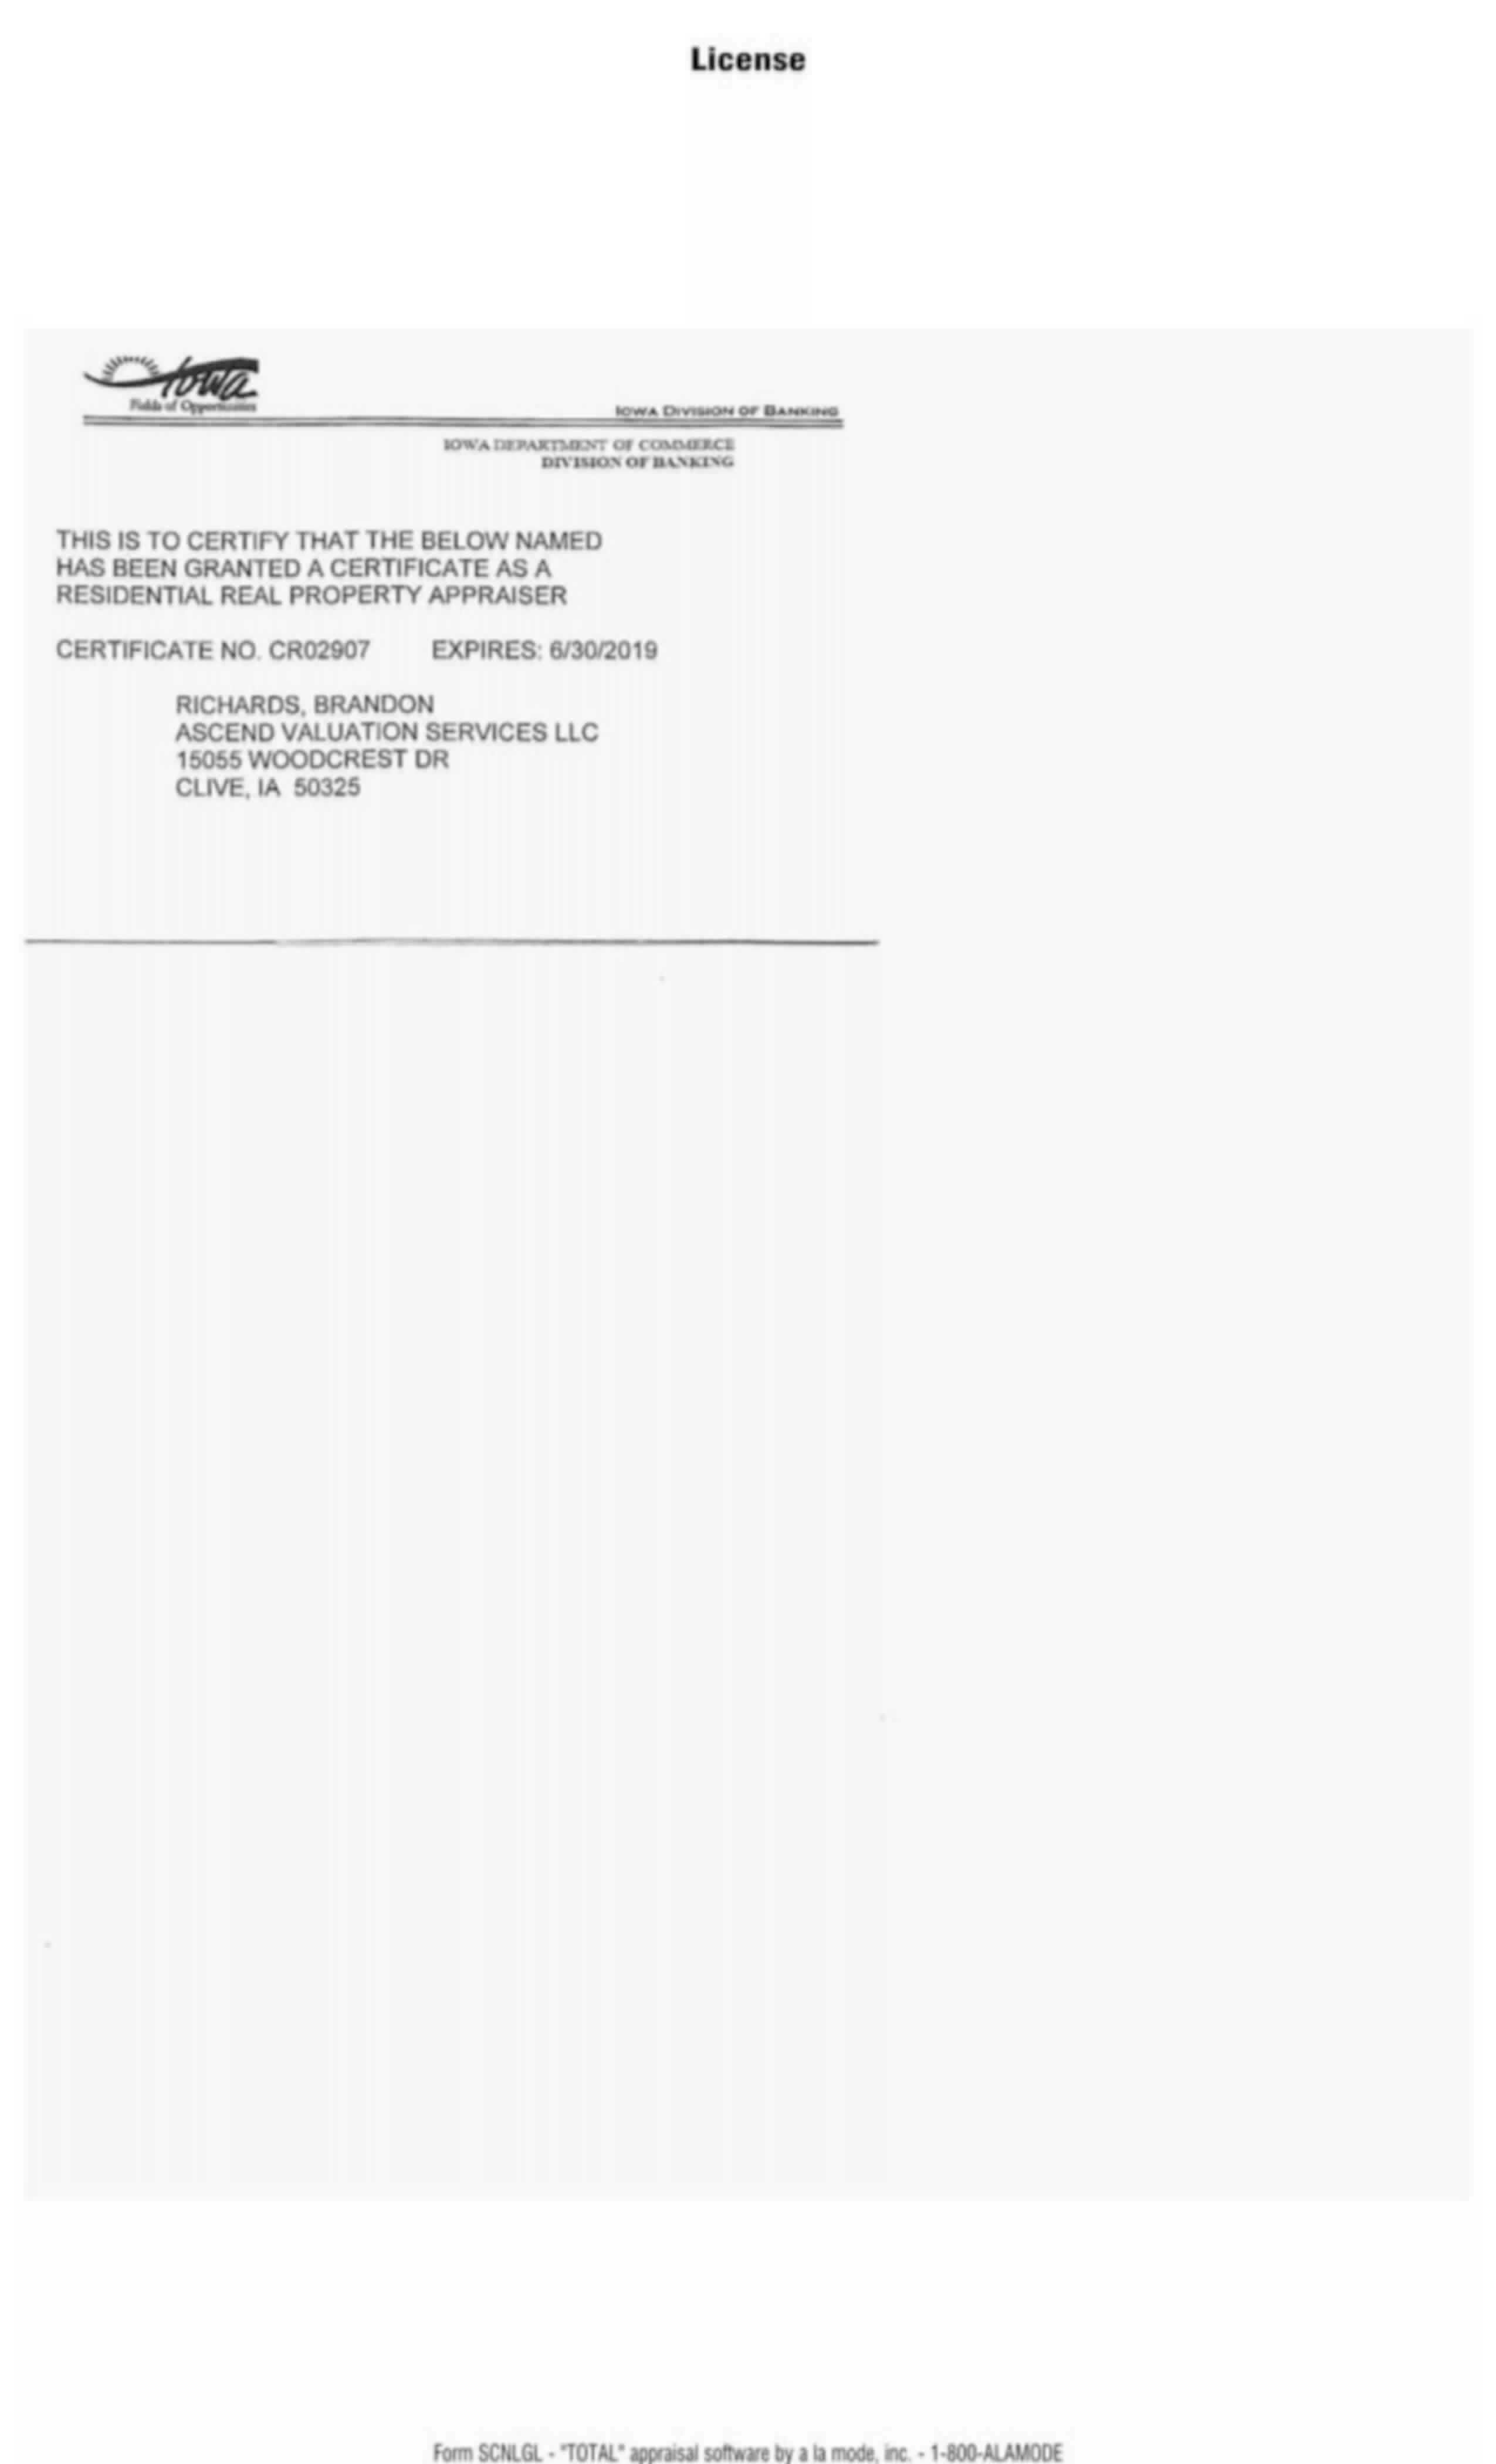 License
Iowa
Fields of Opportunities
IOWA DIVISION OF BANKING
IOWA DEPARTMENT OF COMMERCE
DIVISION OF BANKING
THIS IS TO CERTIFY THAT THE BELOW NAMED
HAS BEEN GRANTED A CERTIFICATE AS A
RESIDENTIAL REAL PROPERTY APPRAISER
CERTIFICATE NO. CR02907 EXPIRES: 6/30/2019
RICHARDS, BRANDON
ASCEND VALUATION SERVICES LLC
15055 WOODCREST DR
CLIVE, IA 50325
Form SCNLGL - "TOTAL" appraisal software by a la mode, inc. - 1-800-ALAMODE